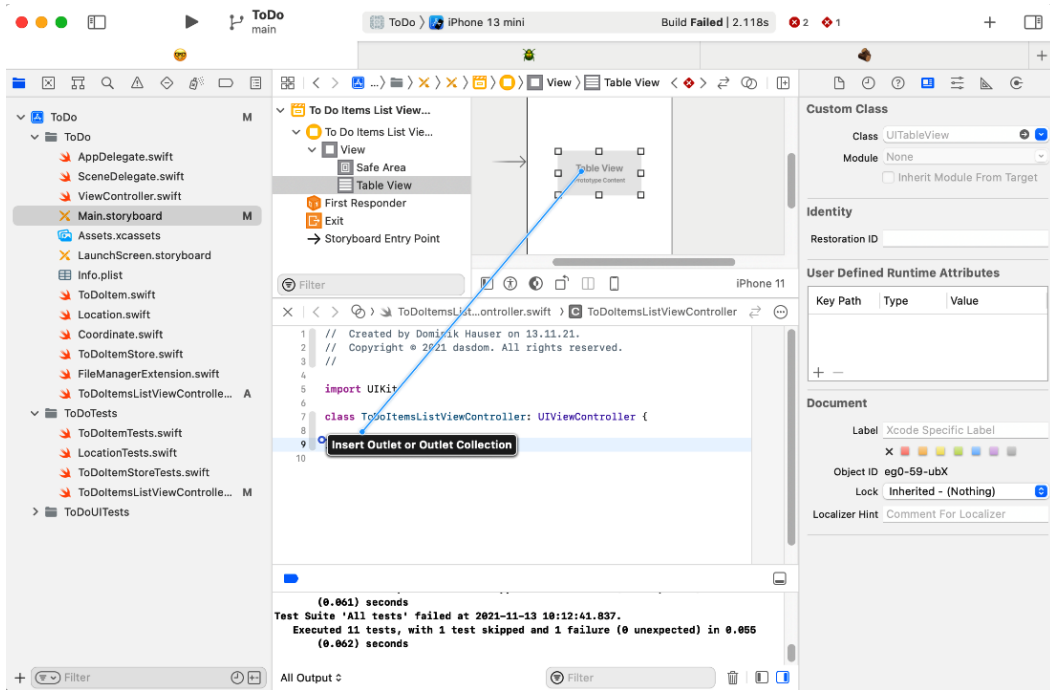 ToDo
main
ToDo
iPhone 13 mini
Build Failed | 2.118s
2
1
View
Table View
ToDo
M
ToDo
AppDelegate.swift
SceneDelegate.swift
ViewController.swift
Main.storyboard
M
Assets.xcassets
LaunchScreen.storyboard
Info.plist
ToDoItem.swift
Location.swift
Coordinate.swift
ToDoItemStore.swift
FileManagerExtension.swift
ToDoItemsListViewControlle...
A
ToDoTests
ToDoItemTests.swift
LocationTests.swift
ToDoItemStoreTests.swift
ToDoItemsListViewControlle...
M
ToDoUITests
Filter
To Do Items List View...
To Do Items List Vie...
View
Safe Area
Table View
First Responder
Exit
Storyboard Entry Point
Filter
Table View
Prototype Content
iPhone 11
ToDoItemsList...ontroller.swift
ToDoItemsListViewController
1 // Created by Dominik Hauser on 13.11.21.
2 // Copyright © 2021 dasdom. All rights reserved.
3 //
4
5 import UIKit
6
7 class ToDoItemsListViewController: UIViewController {
8
9
Insert Outlet or Outlet Collection
10
(0.061) seconds
Test Suite 'All tests' failed at 2021-11-13 10:12:41.837.
Executed 11 tests, with 1 test skipped and 1 failure (0 unexpected) in 0.055
(0.062) seconds
All Output
Filter
Custom Class
Class UITableView
Module None
Inherit Module From Target
Identity
Restoration ID
User Defined Runtime Attributes
Key Path Type Value
Document
Label Xcode Specific Label
Object ID eg0-59-ubX
Lock Inherited - (Nothing)
Localizer Hint Comment For Localizer